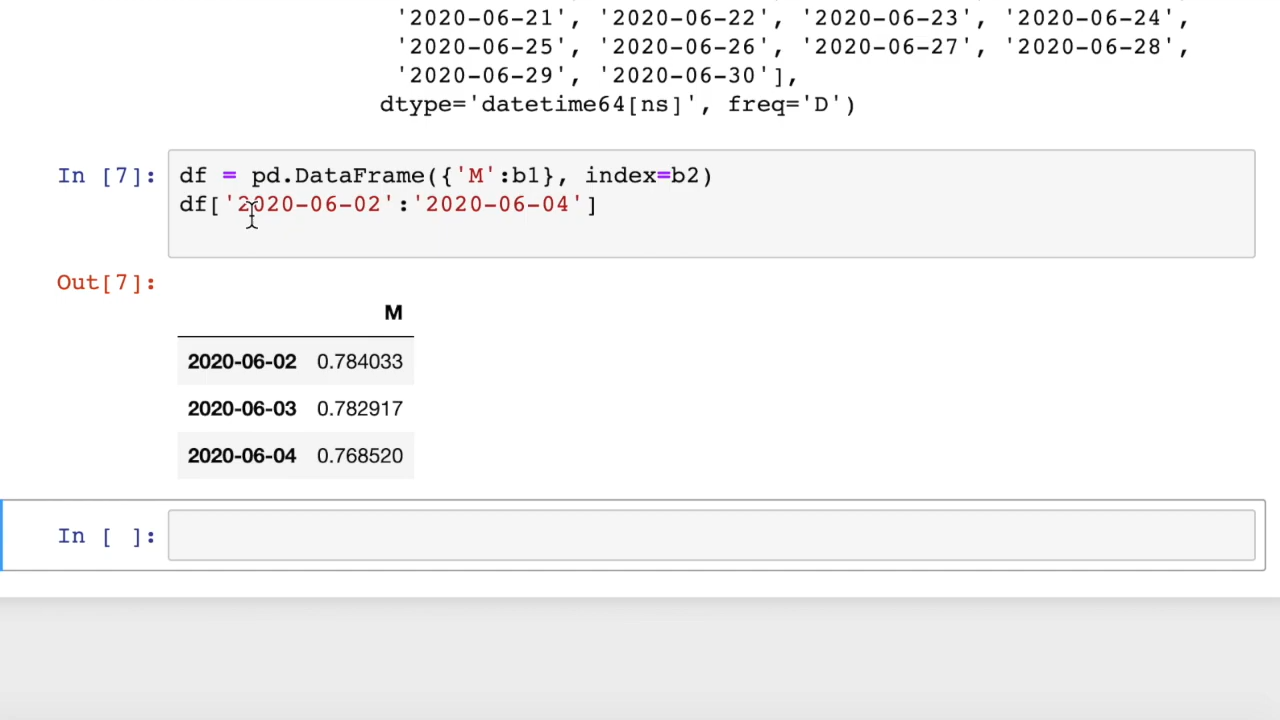 '2020-06-21', '2020-06-22', '2020-06-23', '2020-06-24',
'2020-06-25', '2020-06-26', '2020-06-27', '2020-06-28',
'2020-06-29', '2020-06-30'],
dtype='datetime64[ns]', freq='D')
In [7]: df = pd.DataFrame({'M':b1}, index=b2)
df['2020-06-02':'2020-06-04']
Out[7]:
M
2020-06-02 0.784033
2020-06-03 0.782917
2020-06-04 0.768520
In [ ]: